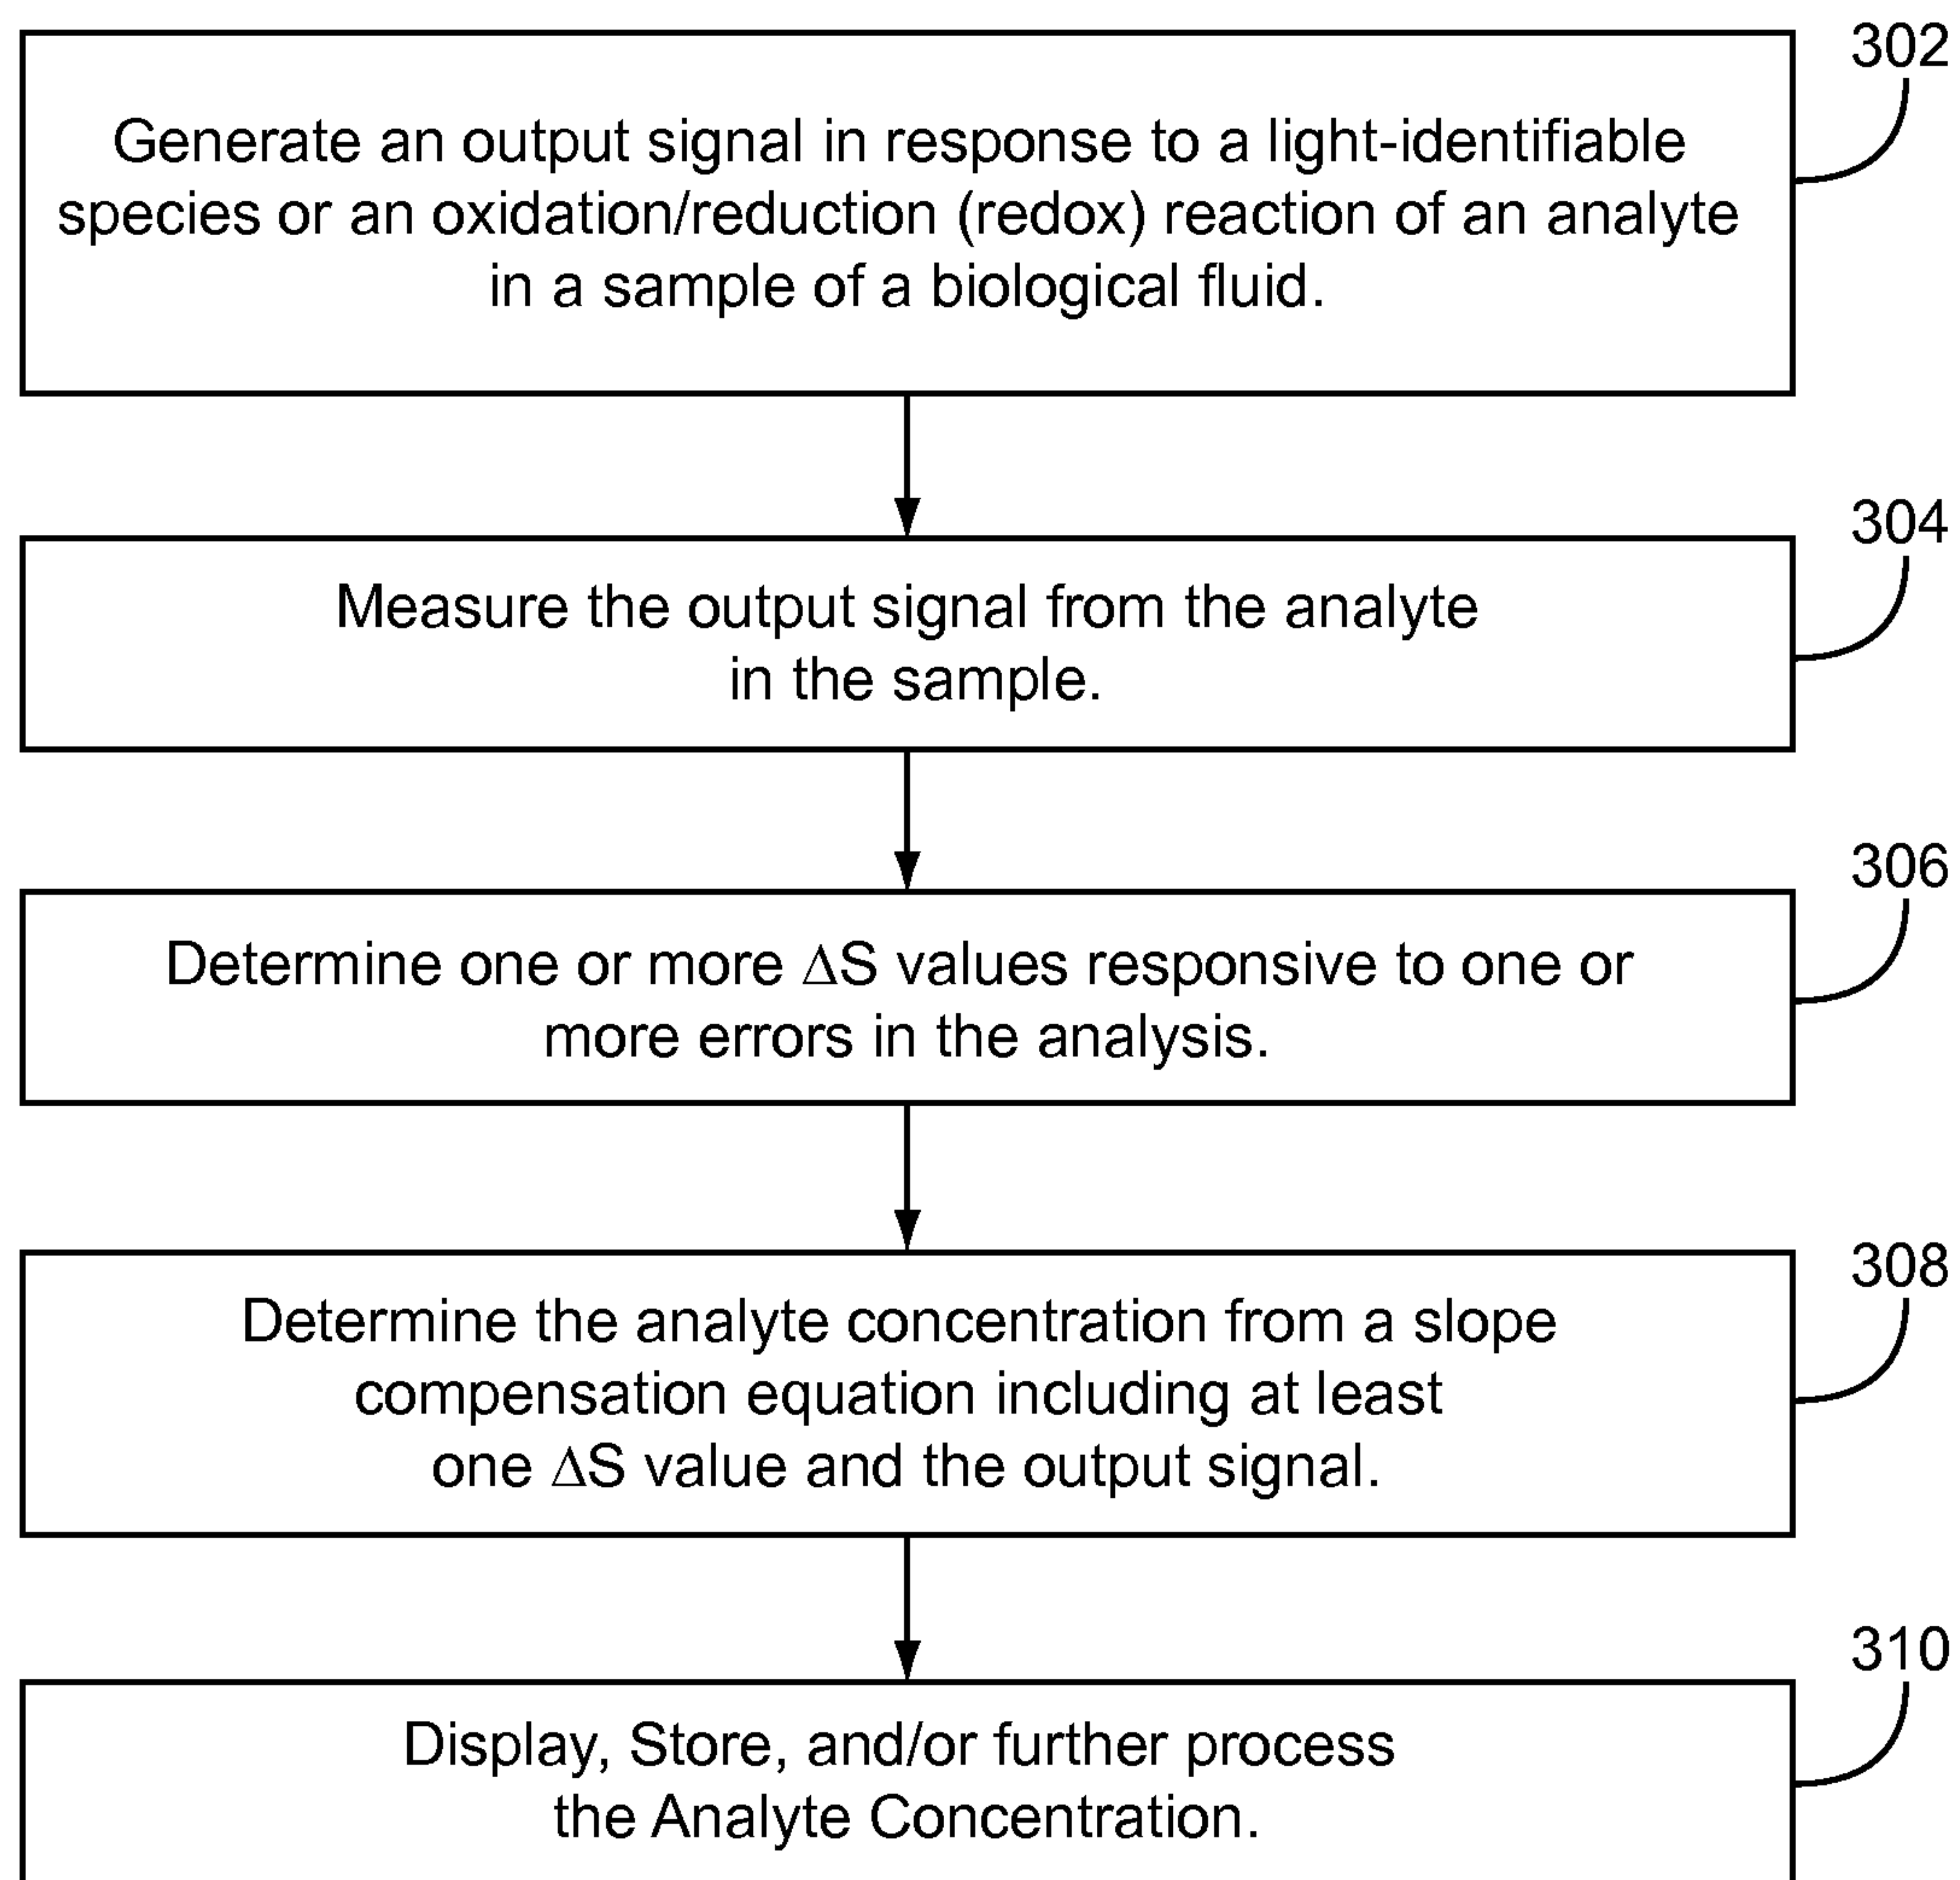 302
Generate an output signal in response to a light-identifiable
species or an oxidation/reduction (redox) reaction of an analyte
in a sample of a biological fluid.
304
Measure the output signal from the analyte
in the sample.
306
Determine one or more ΔS values responsive to one or
more errors in the analysis.
308
Determine the analyte concentration from a slope
compensation equation including at least
one ΔS value and the output signal.
310
Display, Store, and/or further process
the Analyte Concentration.